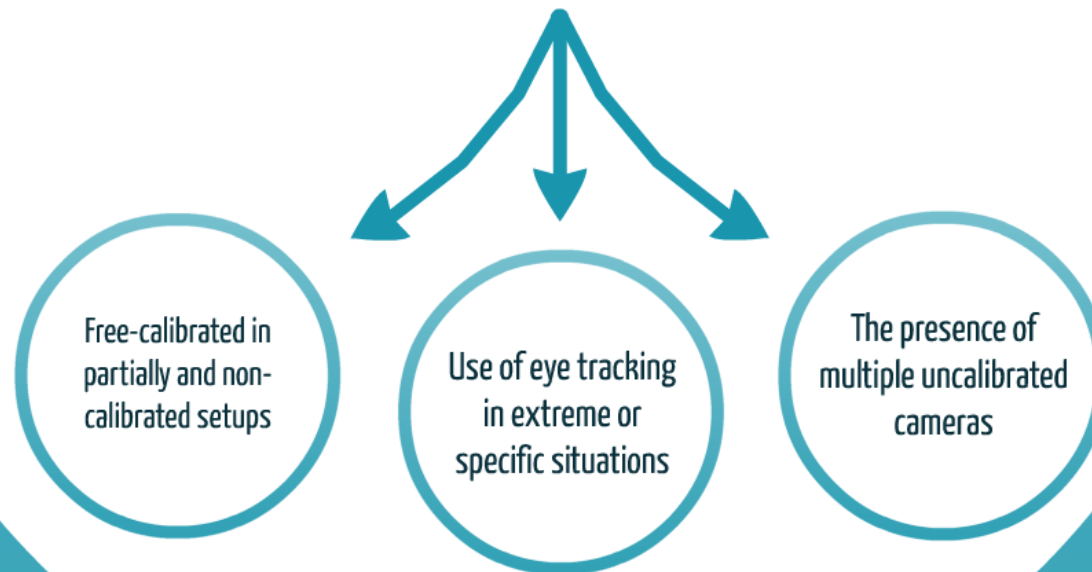 Free-calibrated in
partially and non-
calibrated setups
Use of eye tracking
in extreme or
specific situations
The presence of
multiple uncalibrated
cameras